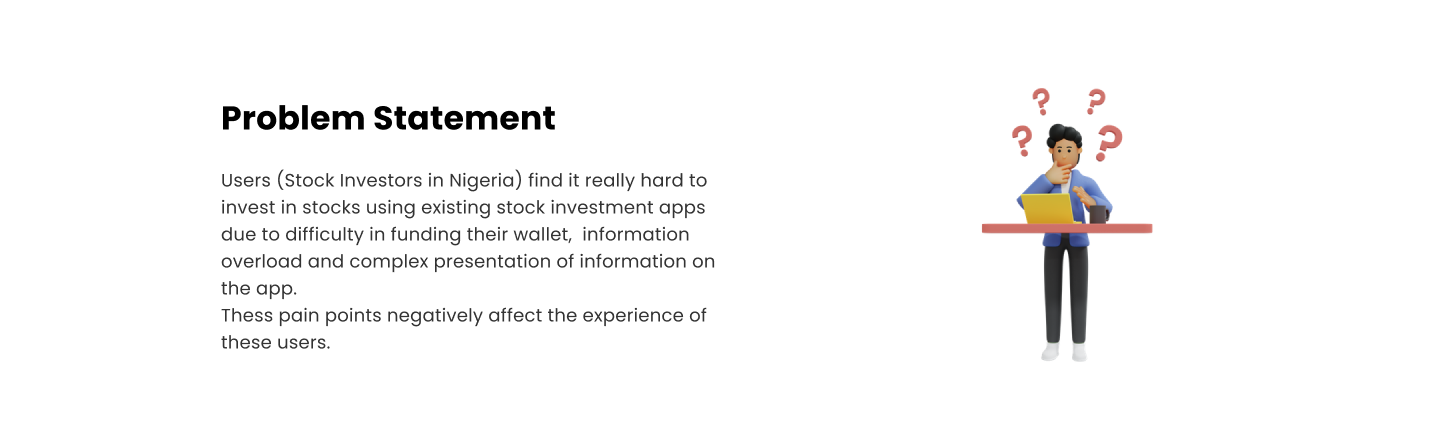 Problem Statement
Users (Stock Investors in Nigeria) find it really hard to
invest in stocks using existing stock investment apps
due to difficulty in funding their wallet,  information
overload and complex presentation of information on
the app.
Thess pain points negatively affect the experience of
these users.